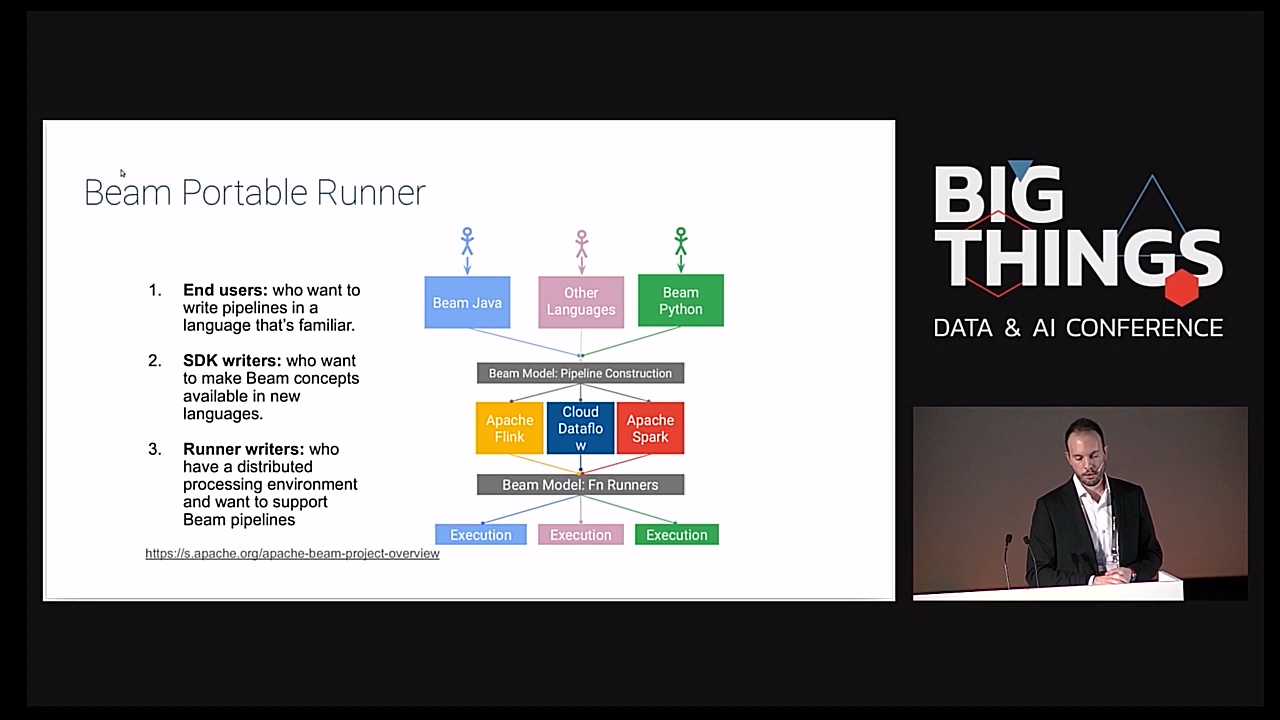 Beam Portable Runner
1. End users: who want to
write pipelines in a
language that's familiar.
2. SDK writers: who want
to make Beam concepts
available in new
languages.
3. Runner writers: who
have a distributed
processing environment
and want to support
Beam pipelines
https://s.apache.org/apache-beam-project-overview
Beam Java
Other
Languages
Beam
Python
Beam Model: Pipeline Construction
Apache
Flink
Cloud
Dataflo
w
Apache
Spark
Beam Model: Fn Runners
Execution
Execution
Execution
BIG
THINGS
DATA & AI CONFERENCE